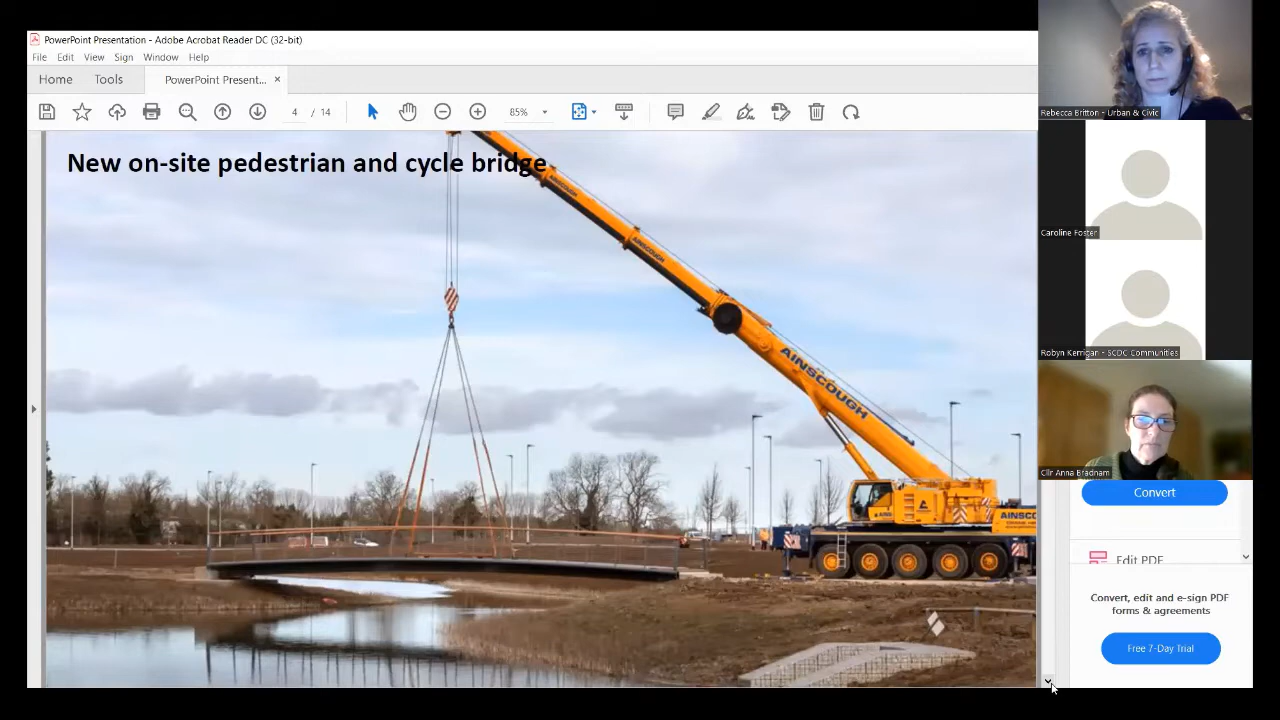 PowerPoint Presentation - Adobe Acrobat Reader DC (32-bit)
File Edit View Sign Window Help
Home Tools PowerPoint Present... ×
4 / 14 85%
New on-site pedestrian and cycle bridge
AINSCOUGH
AINSCOUGH
AINSCOUGH
AINSCO
Rebecca Britton - Urban & Civic
Caroline Foster
Robyn Kerrigan - SCDC Communities
Cllr Anna Bradnam
Convert
Edit PDF
Convert, edit and e-sign PDF
forms & agreements
Free 7-Day Trial